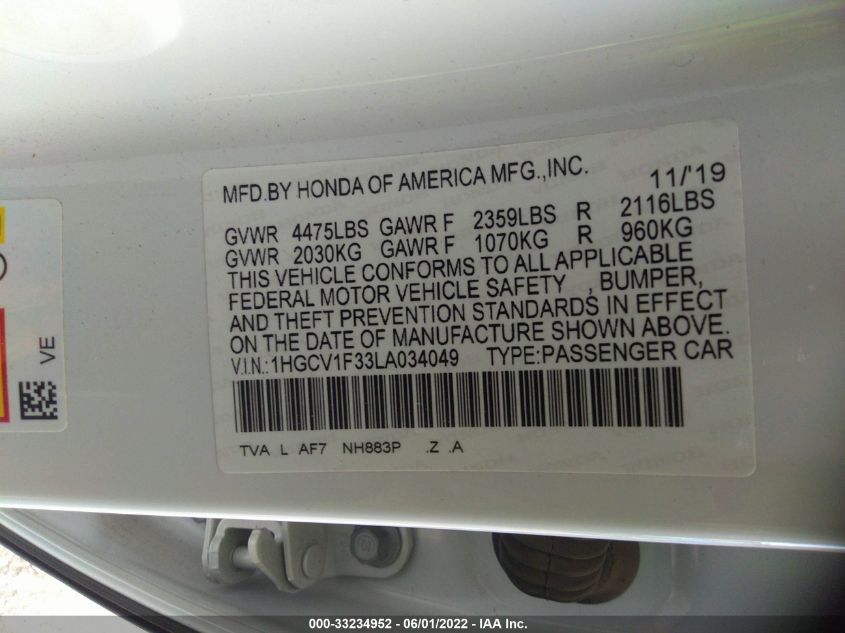 MFD.BY HONDA OF AMERICA MFG.,INC. 11/'19
GVWR 4475LBS GAWR F 2359LBS R 2116LBS
GVWR 2030KG GAWR F 1070KG R 960KG
THIS VEHICLE CONFORMS TO ALL APPLICABLE
FEDERAL MOTOR VEHICLE SAFETY , BUMPER,
AND THEFT PREVENTION STANDARDS IN EFFECT
ON THE DATE OF MANUFACTURE SHOWN ABOVE.
V.I.N.:1HGCV1F33LA034049 TYPE:PASSENGER CAR
TVA L AF7 NH883P .Z .A
VE
000-33234952 - 06/01/2022 - IAA Inc.